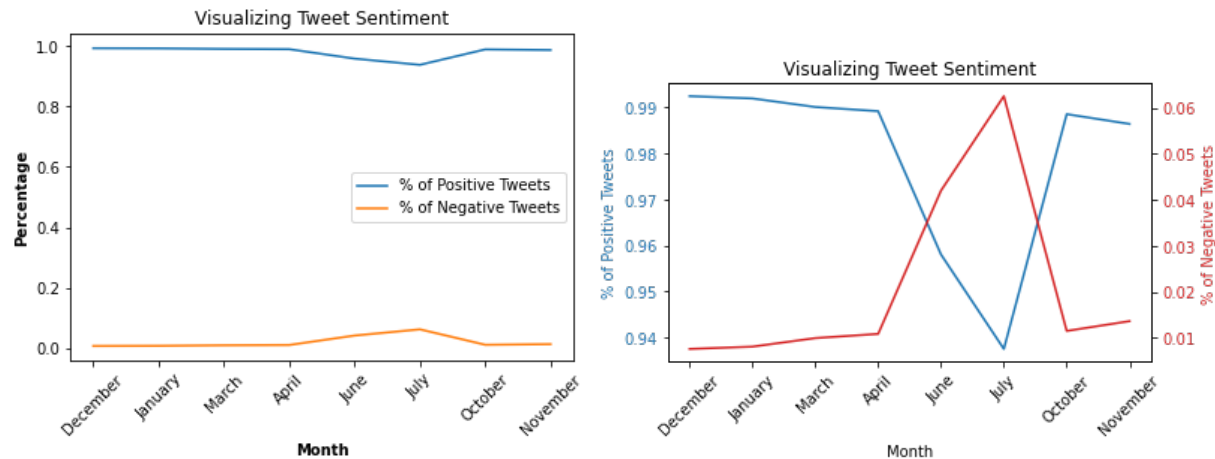 Visualizing Tweet Sentiment
Percentage
1.0
0.8
0.6
0.4
0.2
0.0
% of Positive Tweets
% of Negative Tweets
December
January
March
April
June
July
October
November
Month
Visualizing Tweet Sentiment
% of Positive Tweets
0.99
0.98
0.97
0.96
0.95
0.94
0.06
0.05
0.04
0.03
0.02
0.01
% of Negative Tweets
December
January
March
April
June
July
October
November
Month